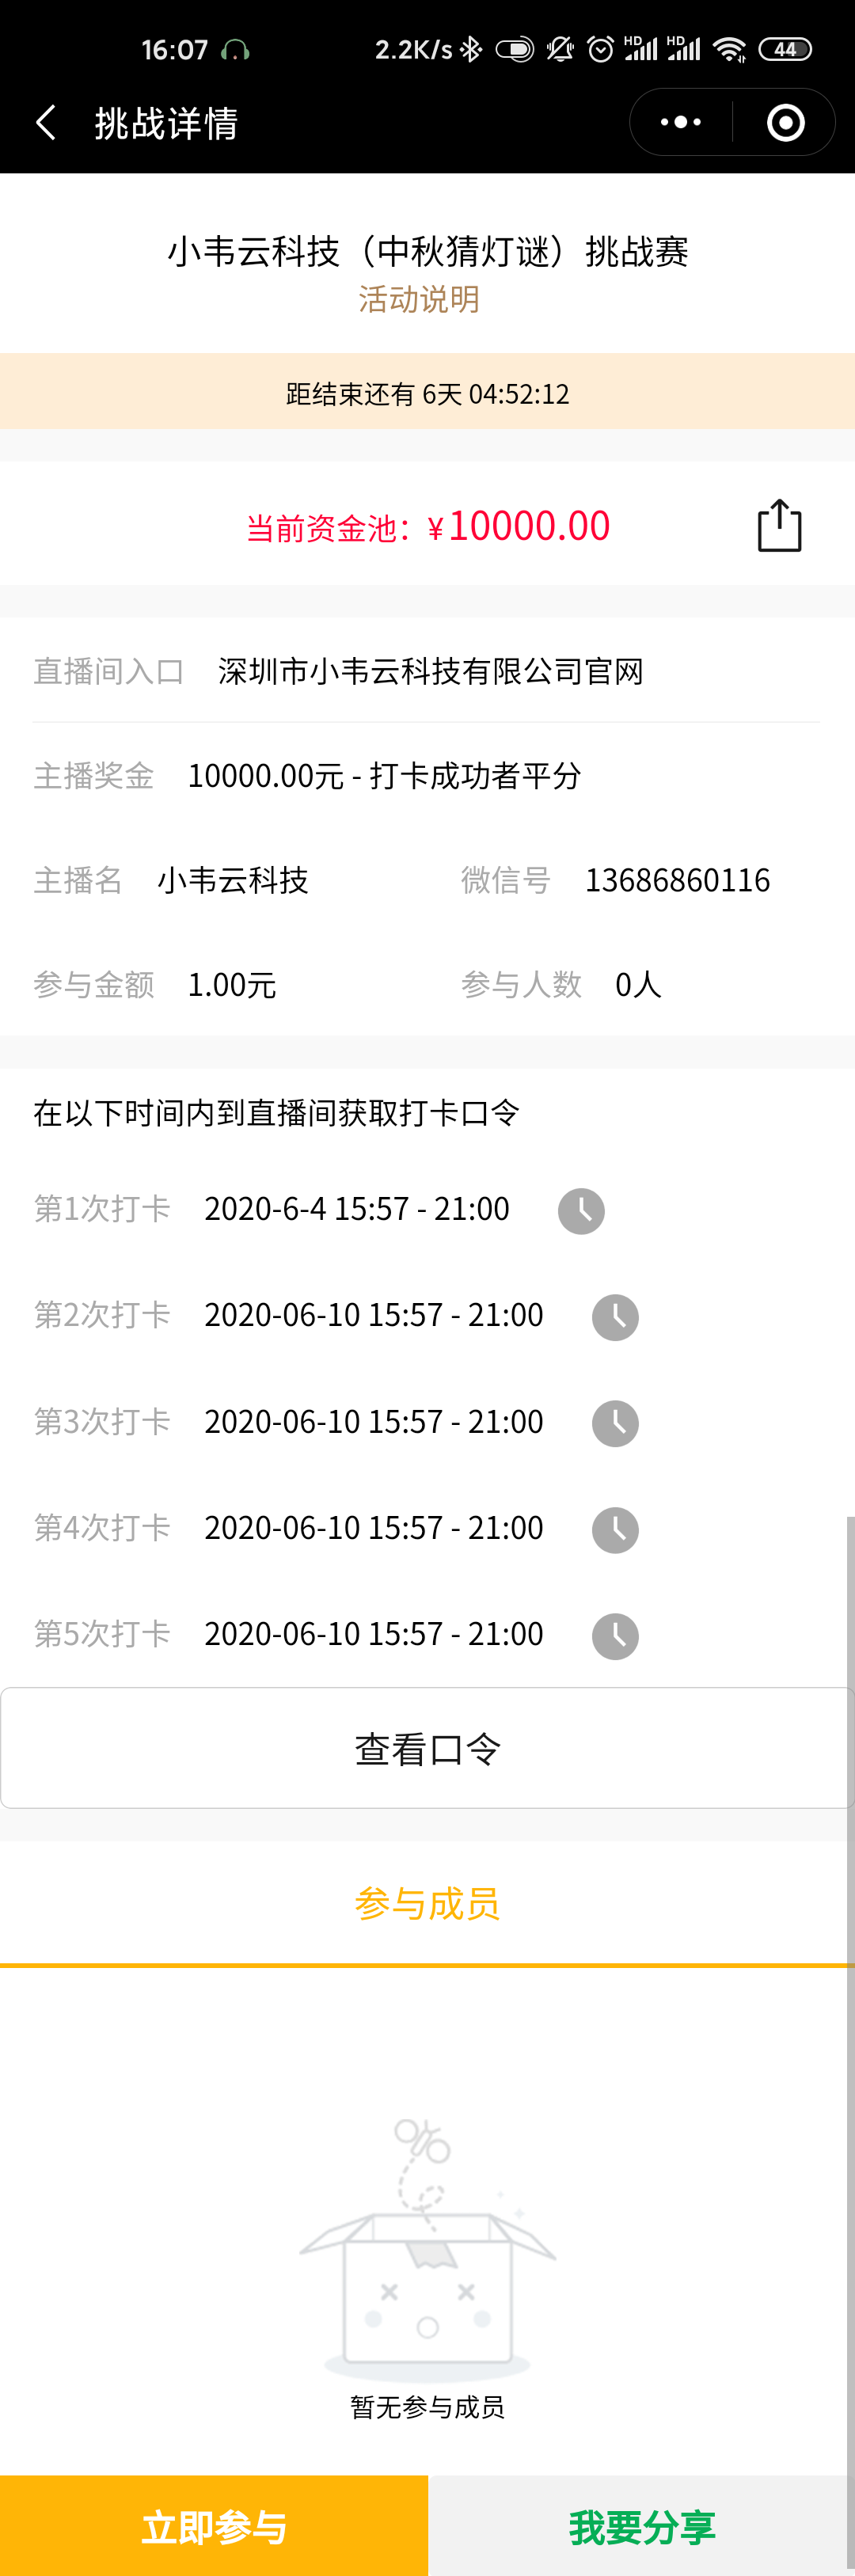 16:07 2.2K/s HD HD 44
挑战详情
小韦云科技（中秋猜灯谜）挑战赛
活动说明
距结束还有 6天 04:52:12
当前资金池：¥10000.00
直播间入口 深圳市小韦云科技有限公司官网
主播奖金 10000.00元 - 打卡成功者平分
主播名 小韦云科技 微信号 13686860116
参与金额 1.00元 参与人数 0人
在以下时间内到直播间获取打卡口令
第1次打卡 2020-6-4 15:57 - 21:00
第2次打卡 2020-06-10 15:57 - 21:00
第3次打卡 2020-06-10 15:57 - 21:00
第4次打卡 2020-06-10 15:57 - 21:00
第5次打卡 2020-06-10 15:57 - 21:00
查看口令
参与成员
暂无参与成员
立即参与 我要分享